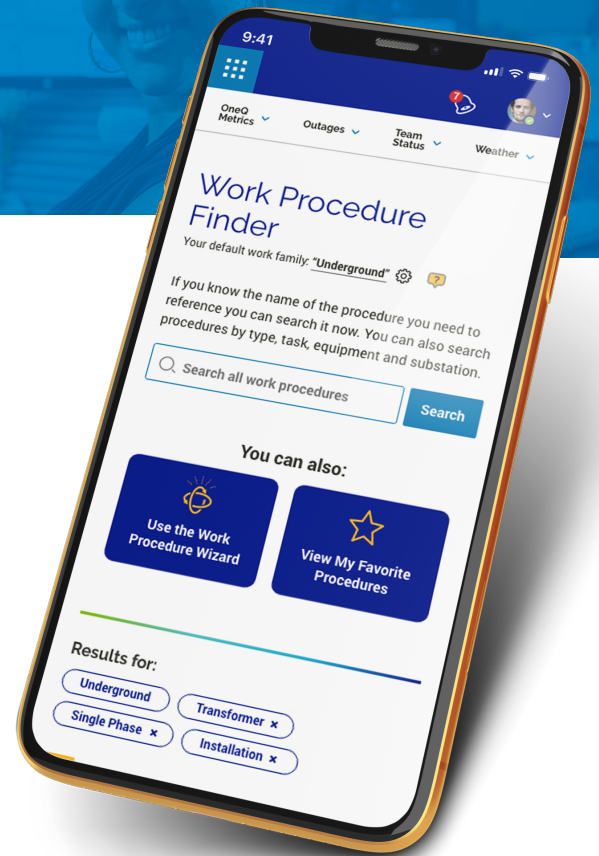 9:41
7
OneQ
Metrics
Outages
Team
Status
Weather
Work Procedure
Finder
Your default work family: “Underground”
?
If you know the name of the procedure you need to
reference you can search it now. You can also search
procedures by type, task, equipment and substation.
Search all work procedures
Search
You can also:
Use the Work
Procedure Wizard
View My Favorite
Procedures
Results for:
Underground
Transformer ×
Single Phase ×
Installation ×